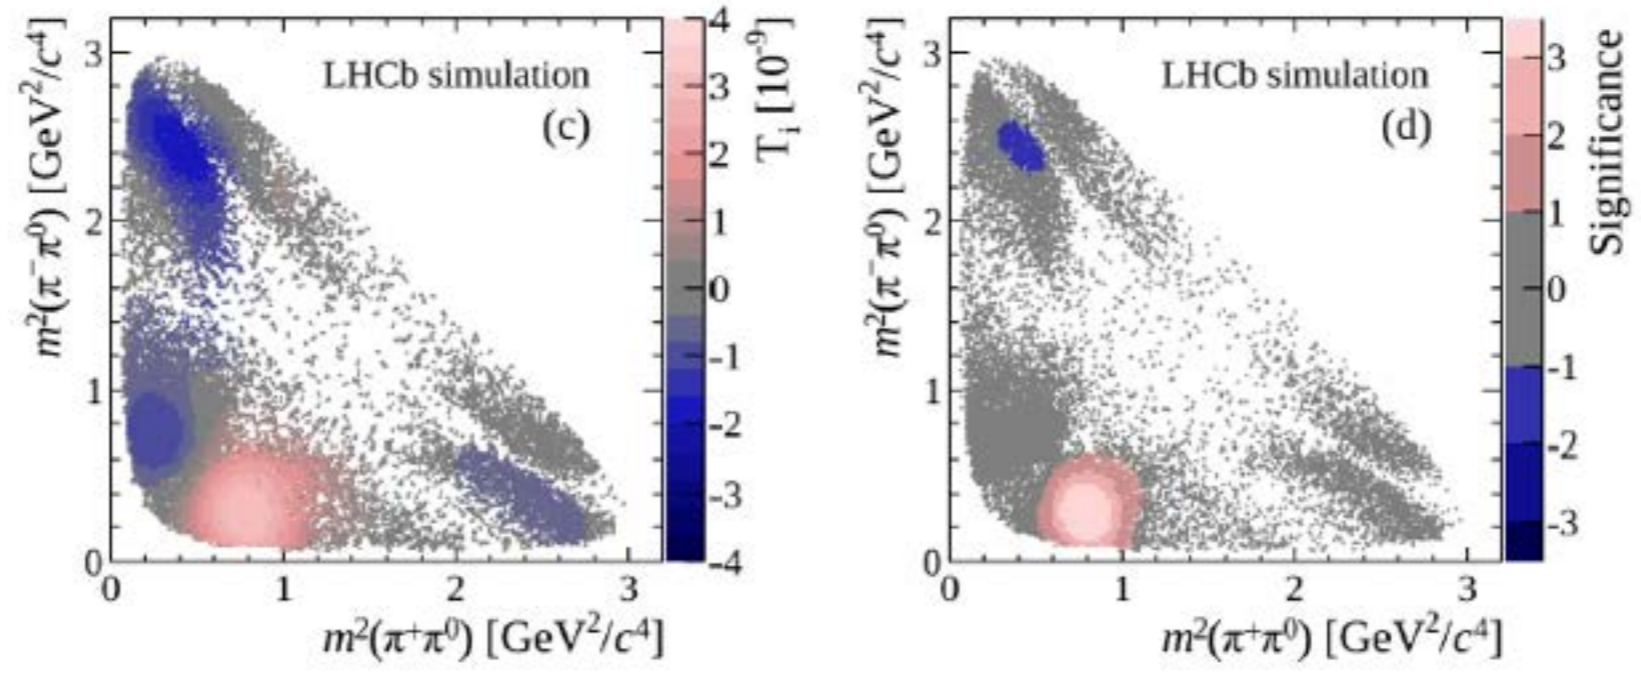 m²(π⁻π⁰) [GeV²/c⁴]
3
2
1
0
LHCb simulation
(c)
0 1 2 3
m²(π⁺π⁰) [GeV²/c⁴]
4
3
2
1
0
-1
-2
-3
-4
Tᵢ [10⁻⁹]
m²(π⁻π⁰) [GeV²/c⁴]
3
2
1
0
LHCb simulation
(d)
0 1 2 3
m²(π⁺π⁰) [GeV²/c⁴]
3
2
1
0
-1
-2
-3
Significance